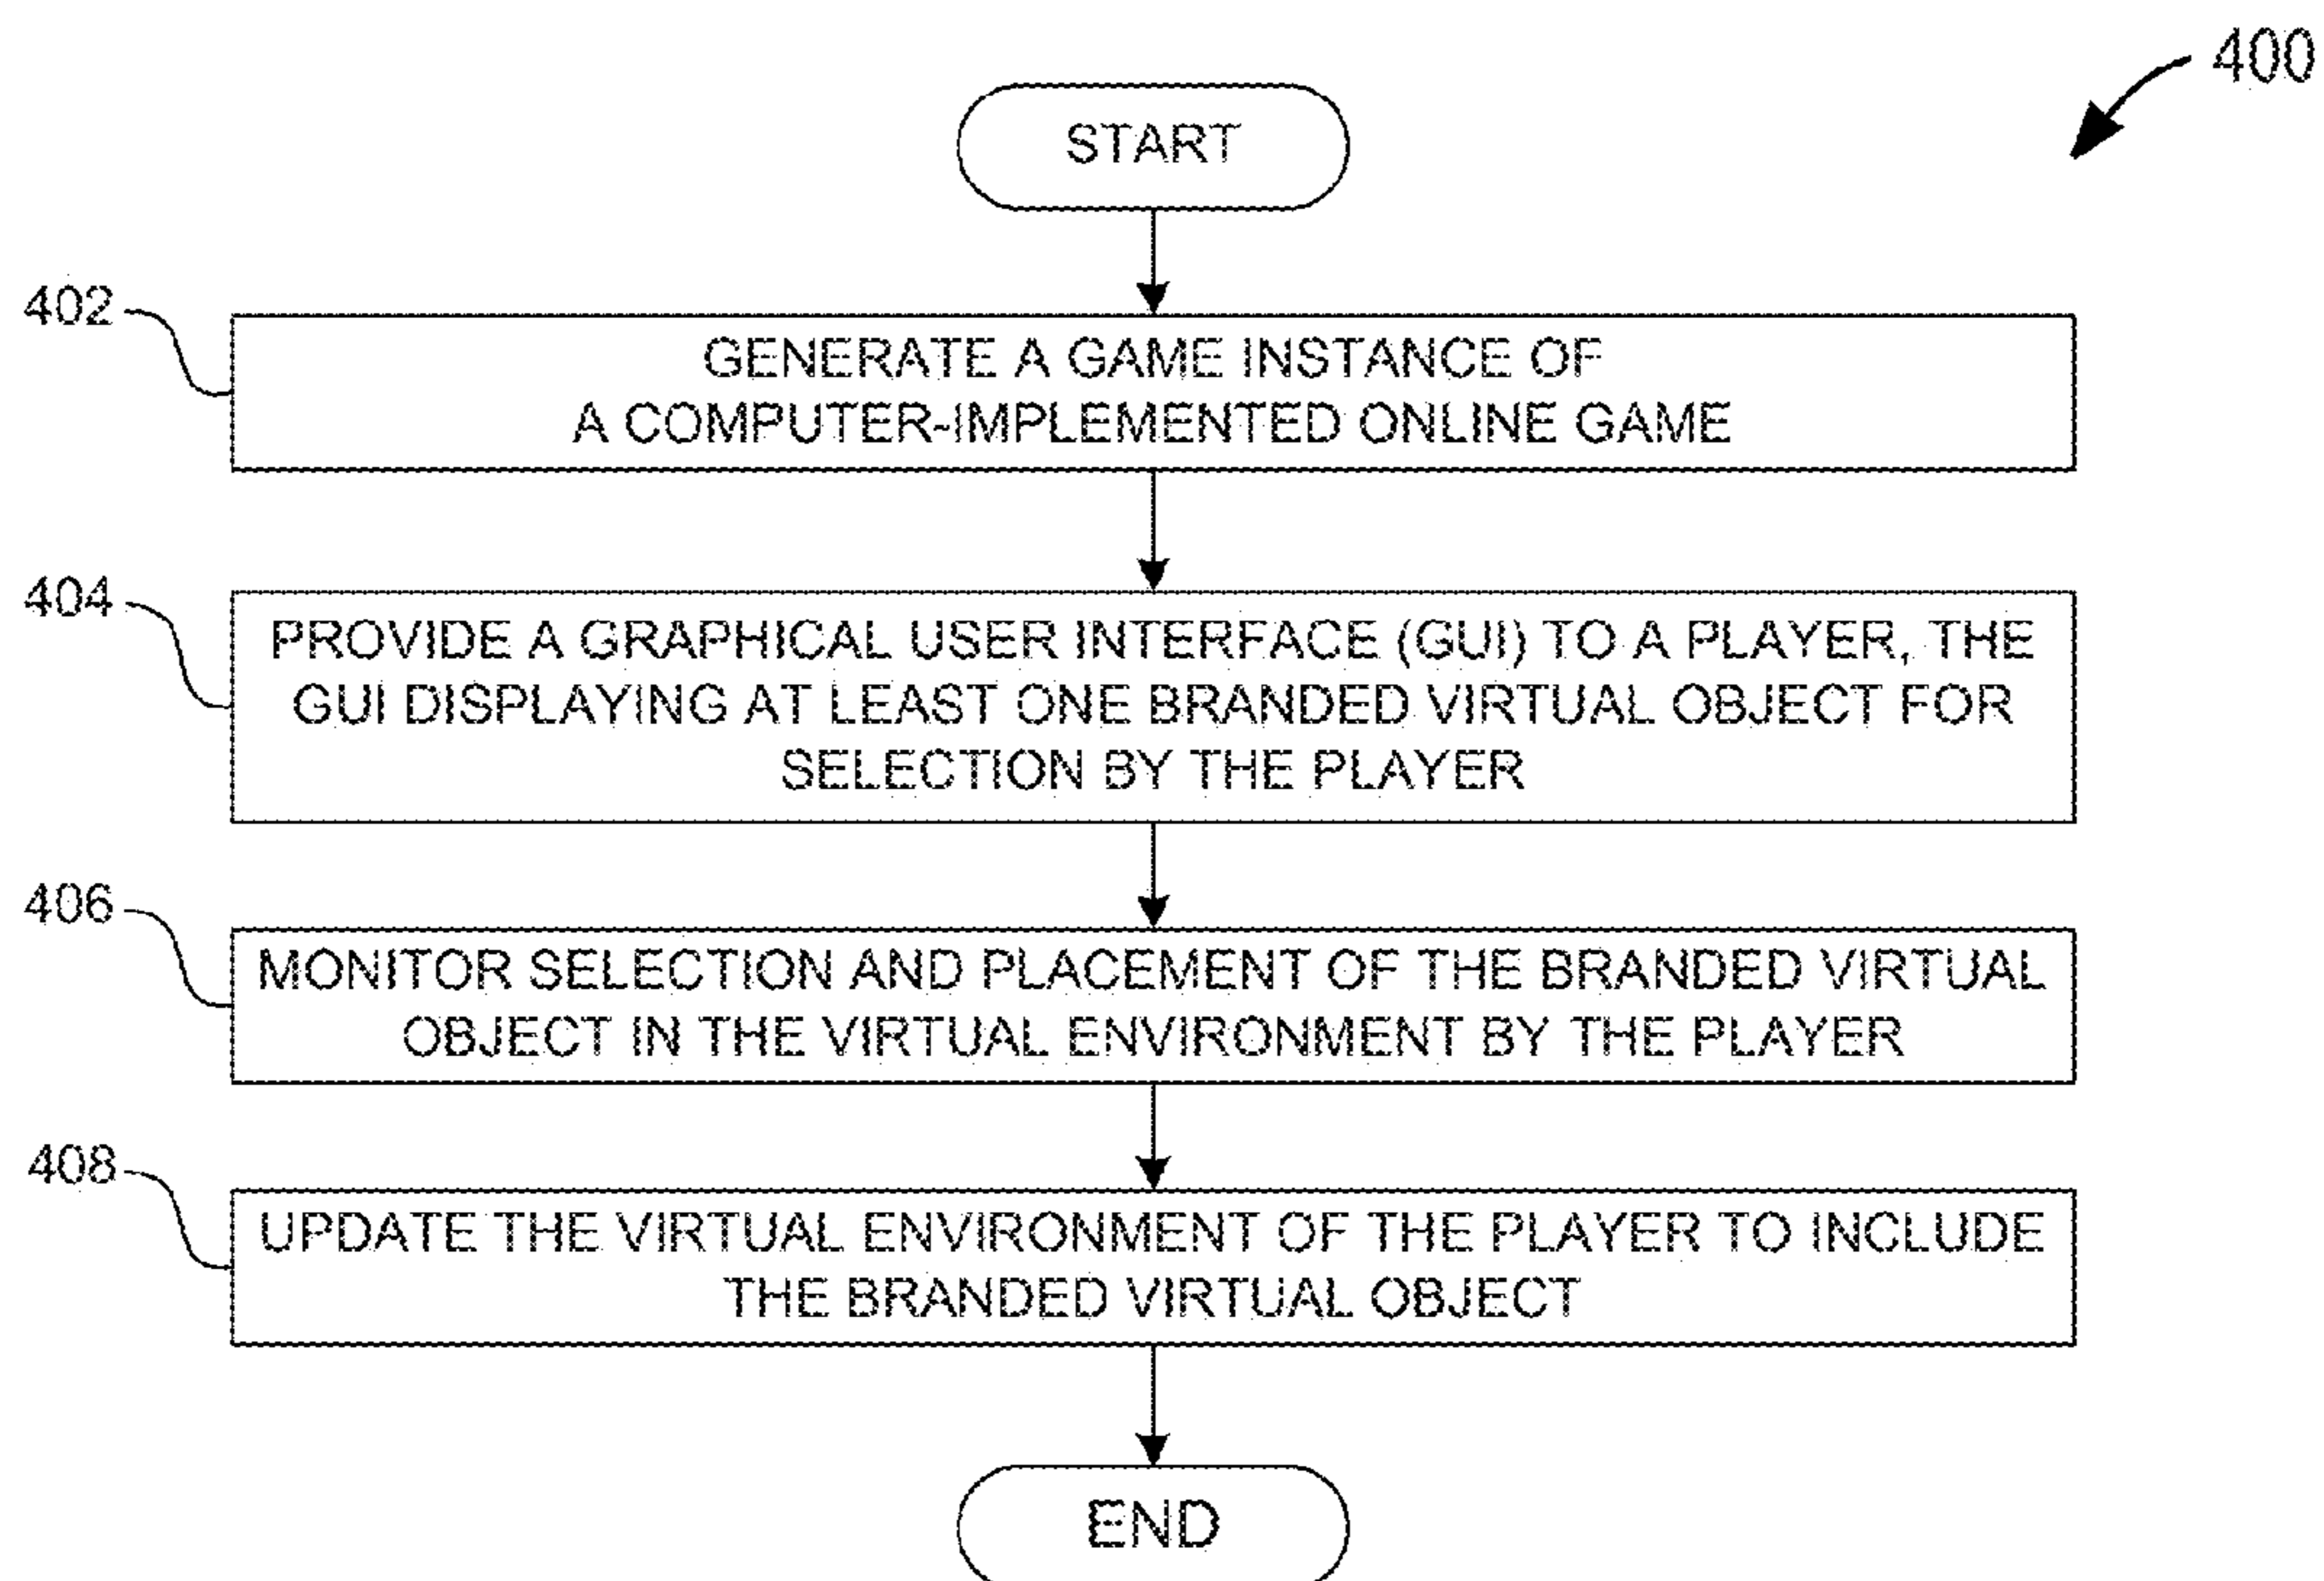 400
START
402
GENERATE A GAME INSTANCE OF
A COMPUTER-IMPLEMENTED ONLINE GAME
404
PROVIDE A GRAPHICAL USER INTERFACE (GUI) TO A PLAYER, THE
GUI DISPLAYING AT LEAST ONE BRANDED VIRTUAL OBJECT FOR
SELECTION BY THE PLAYER
406
MONITOR SELECTION AND PLACEMENT OF THE BRANDED VIRTUAL
OBJECT IN THE VIRTUAL ENVIRONMENT BY THE PLAYER
408
UPDATE THE VIRTUAL ENVIRONMENT OF THE PLAYER TO INCLUDE
THE BRANDED VIRTUAL OBJECT
END